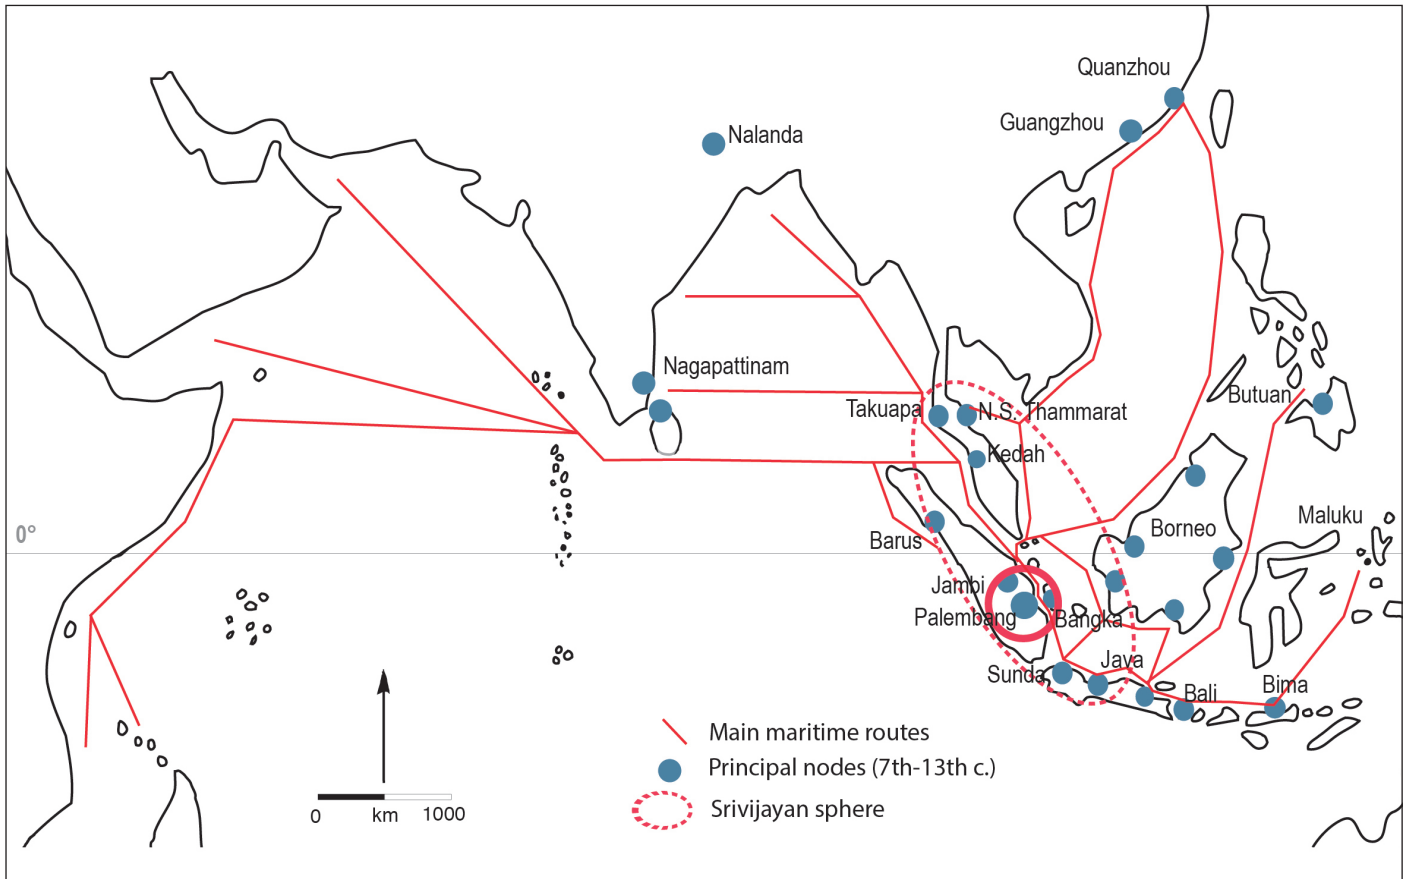 Quanzhou
Guangzhou
Nalanda
Nagapattinam
Takuapa
N.S. Thammarat
Butuan
Kedah
0°
Barus
Borneo
Maluku
Jambi
Palembang
Bangka
Sunda
Java
Bali
Bima
Main maritime routes
Principal nodes (7th-13th c.)
Srivijayan sphere
0 km 1000